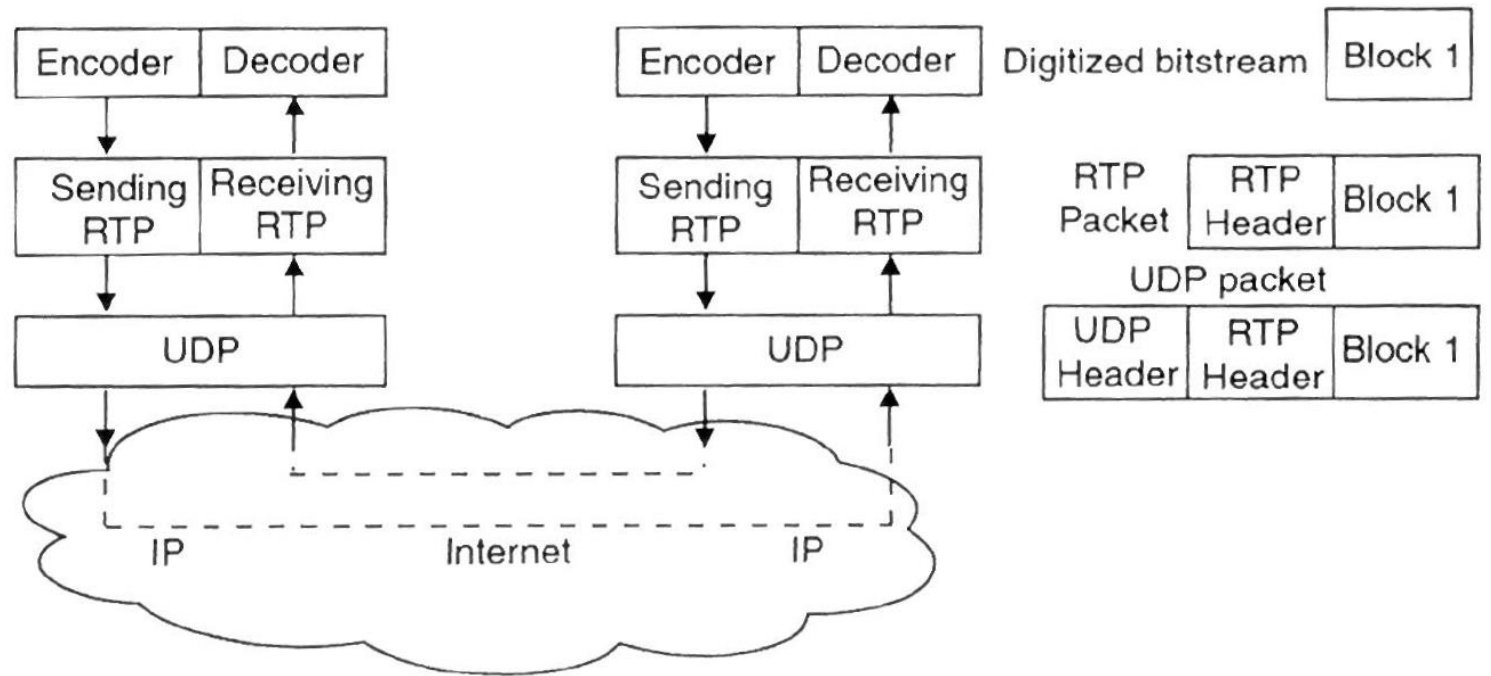 Encoder Decoder
Encoder Decoder
Digitized bitstream
Block 1
Sending
RTP
Receiving
RTP
Sending
RTP
Receiving
RTP
RTP
Packet
RTP
Header
Block 1
UDP packet
UDP
UDP
UDP
Header
RTP
Header
Block 1
IP
Internet
IP